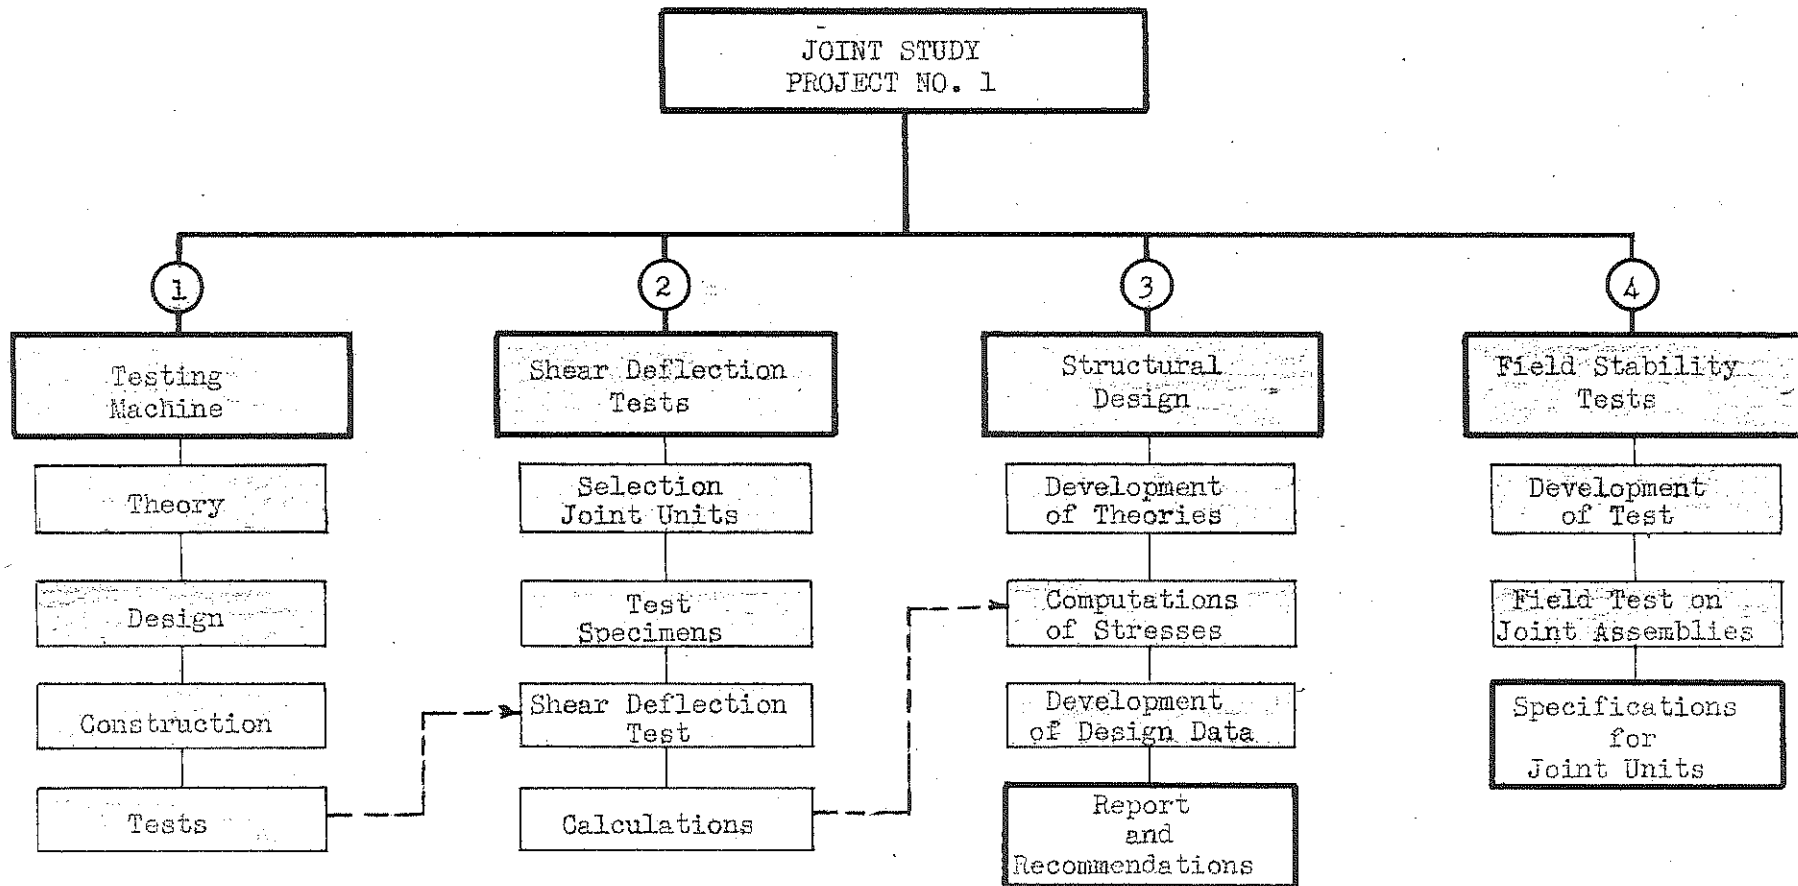 JOINT STUDY
PROJECT NO. 1
1
Testing
Machine
Theory
Design
Construction
Tests
2
Shear Deflection
Tests
Selection
Joint Units
Test
Specimens
Shear Deflection
Test
Calculations
3
Structural
Design
Development
of Theories
Computations
of Stresses
Development
of Design Data
Report
and
Recommendations
4
Field Stability
Tests
Development
of Test
Field Test on
Joint Assemblies
Specifications
for
Joint Units